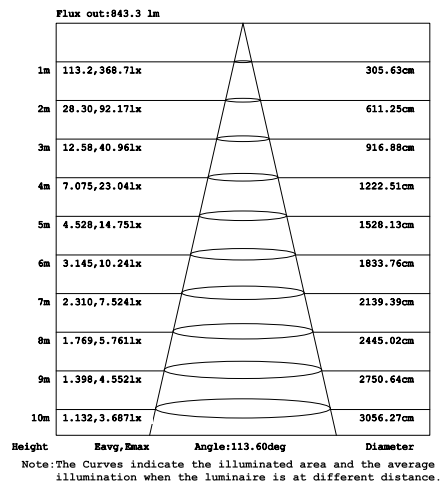 Flux out:843.3 lm
1m 113.2,368.7lx 305.63cm
2m 28.30,92.17lx 611.25cm
3m 12.58,40.96lx 916.88cm
4m 7.075,23.04lx 1222.51cm
5m 4.528,14.75lx 1528.13cm
6m 3.145,10.24lx 1833.76cm
7m 2.310,7.524lx 2139.39cm
8m 1.769,5.761lx 2445.02cm
9m 1.398,4.552lx 2750.64cm
10m 1.132,3.687lx 3056.27cm
Height Eavg,Emax Angle:113.60deg Diameter
Note:The Curves indicate the illuminated area and the average
illumination when the luminaire is at different distance.